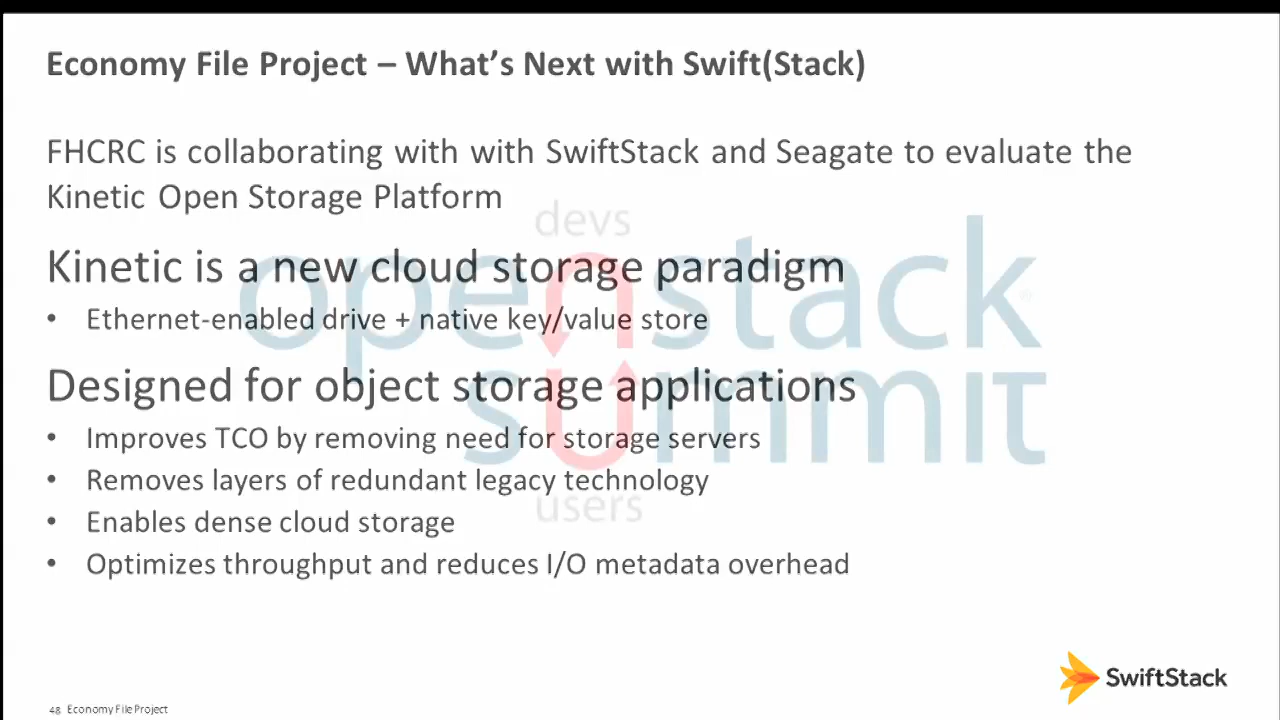 Economy File Project – What’s Next with Swift(Stack)
FHCRC is collaborating with with SwiftStack and Seagate to evaluate the
Kinetic Open Storage Platform
Kinetic is a new cloud storage paradigm
• Ethernet-enabled drive + native key/value store
Designed for object storage applications
• Improves TCO by removing need for storage servers
• Removes layers of redundant legacy technology
• Enables dense cloud storage
• Optimizes throughput and reduces I/O metadata overhead
devs
openstack
summit
users
SwiftStack
48 Economy File Project